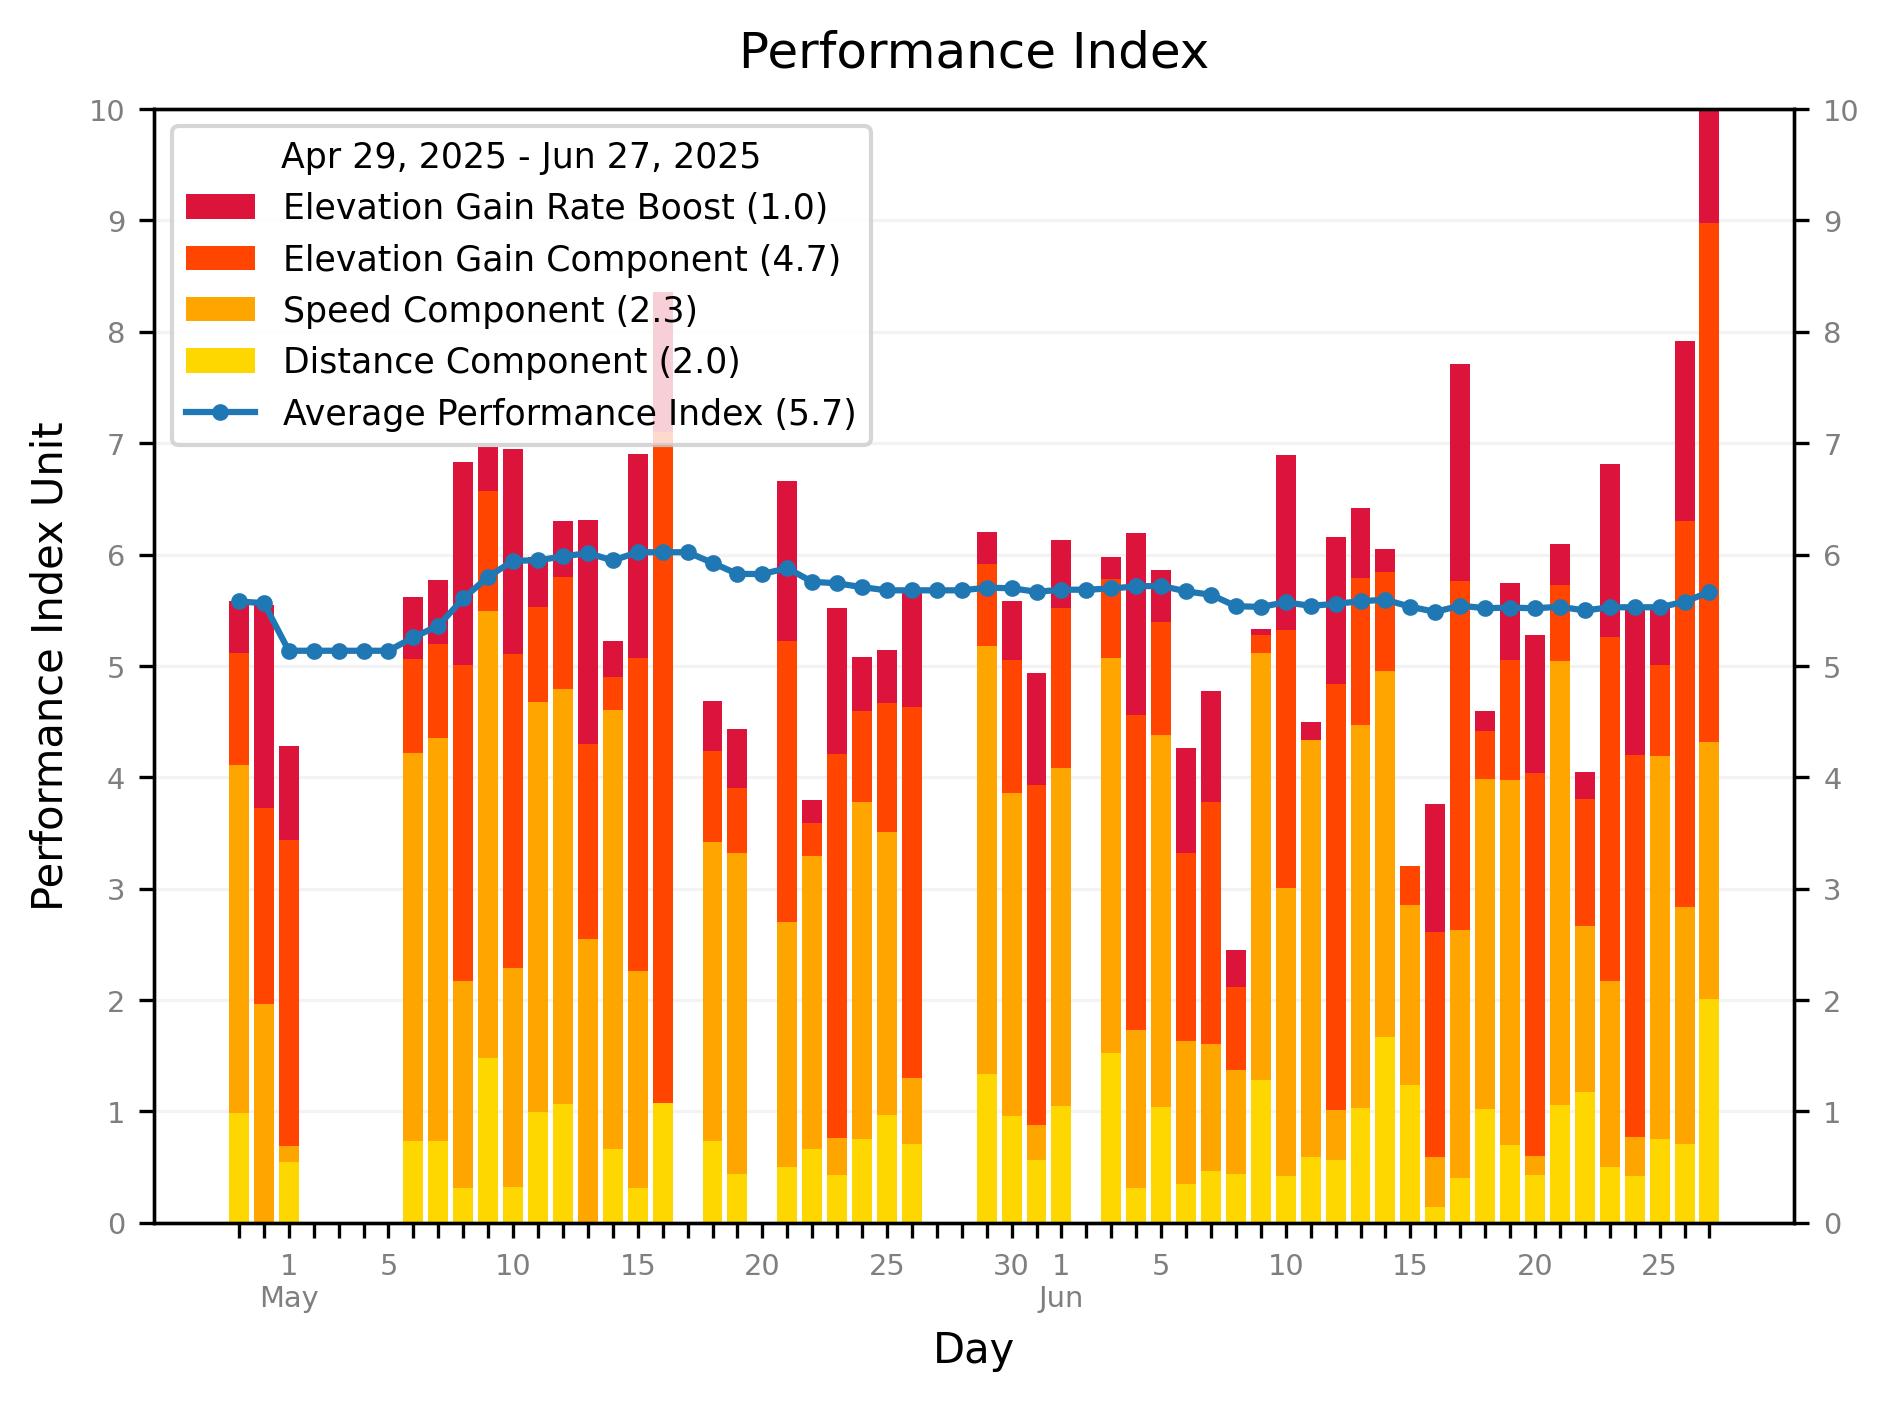 Performance Index
Apr 29, 2025 - Jun 27, 2025
Elevation Gain Rate Boost (1.0)
Elevation Gain Component (4.7)
Speed Component (2.3)
Distance Component (2.0)
Average Performance Index (5.7)
Performance Index Unit
10
9
8
7
6
5
4
3
2
1
0
10
9
8
7
6
5
4
3
2
1
0
1 5 10 15 20 25 30 1 5 10 15 20 25
May Jun
Day